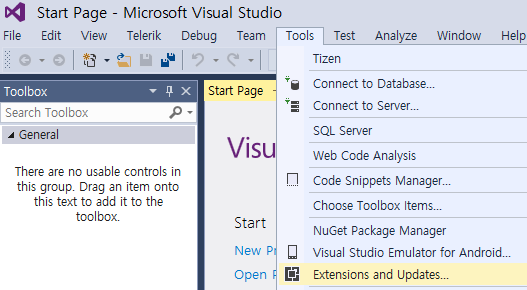 Start Page - Microsoft Visual Studio
File Edit View Telerik Debug Team Tools Test Analyze Window H
Toolbox
Search Toolbox
General
There are no usable controls in
this group. Drag an item onto
this text to add it to the
toolbox.
Start Page
Visu
Start
New Pr
Open P
Tizen
Connect to Database...
Connect to Server...
SQL Server
Web Code Analysis
Code Snippets Manager...
Choose Toolbox Items...
NuGet Package Manager
Visual Studio Emulator for Android...
Extensions and Updates...